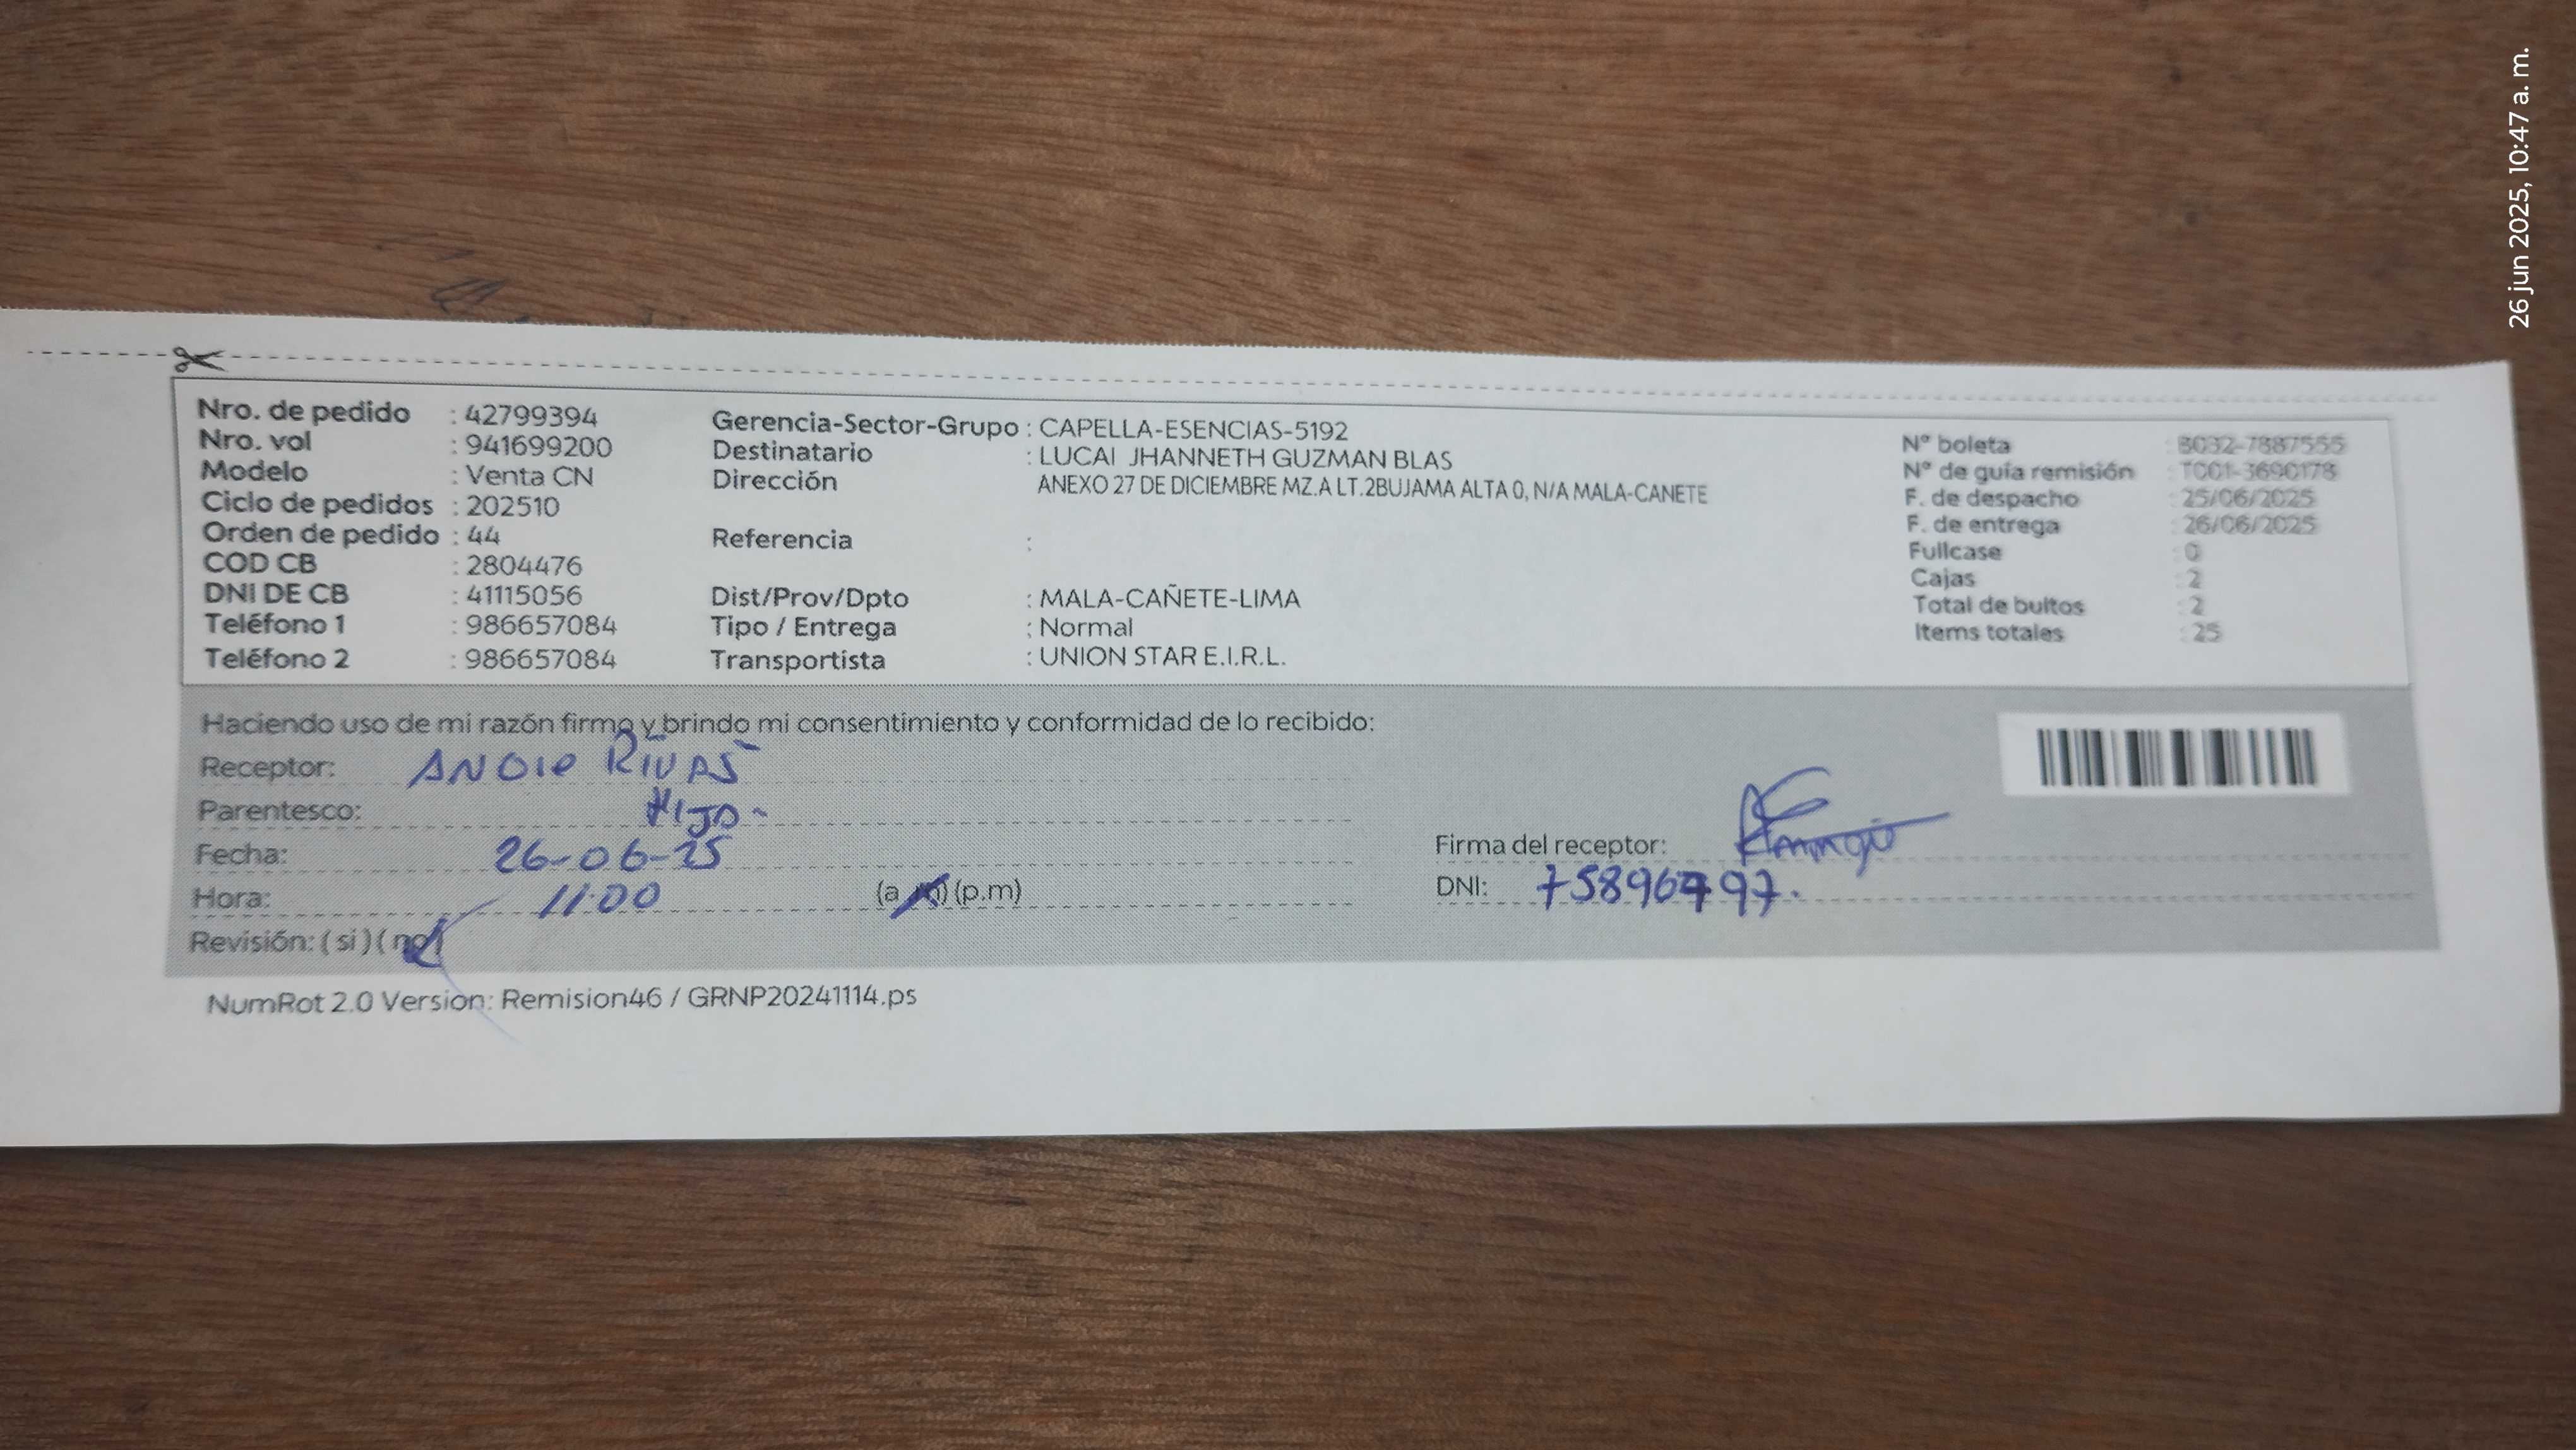 26 jun 2025, 10:47 a. m.
Nro. de pedido : 42799394
Nro. vol : 941699200
Modelo : Venta CN
Ciclo de pedidos : 202510
Orden de pedido : 44
COD CB : 2804476
DNI DE CB : 41115056
Teléfono 1 : 986657084
Teléfono 2 : 986657084
Gerencia-Sector-Grupo : CAPELLA-ESENCIAS-5192
Destinatario : LUCAI JHANNETH GUZMAN BLAS
Dirección ANEXO 27 DE DICIEMBRE MZ.A LT.2BUJAMA ALTA 0, N/A MALA-CANETE
Referencia :
Dist/Prov/Dpto : MALA-CAÑETE-LIMA
Tipo / Entrega : Normal
Transportista : UNION STAR E.I.R.L.
N° boleta : B032-7887555
N° de guía remisión : T001-3690178
F. de despacho : 25/06/2025
F. de entrega : 26/06/2025
Fullcase : 0
Cajas : 2
Total de bultos : 2
Items totales : 25
Haciendo uso de mi razón firmo y brindo mi consentimiento y conformidad de lo recibido:
Receptor: ANGIE RIVAS
Parentesco: HIJO-
Fecha: 26-06-25
Hora: 11:00 (a.m) (p.m)
Revisión: ( si ) ( no )
Firma del receptor:
DNI:
NumRot 2.0 Version: Remision46 / GRNP20241114.ps